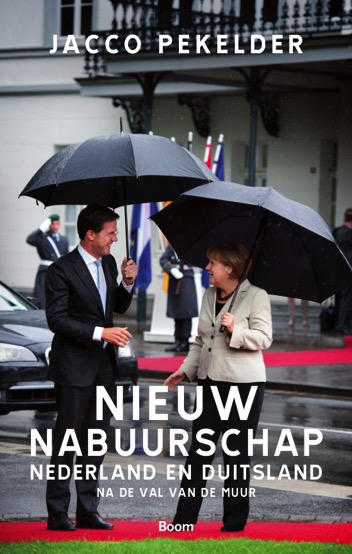 JACCO PEKELDER
NIEUW
NABUURSCHAP
NEDERLAND EN DUITSLAND
NA DE VAL VAN DE MUUR
Boom